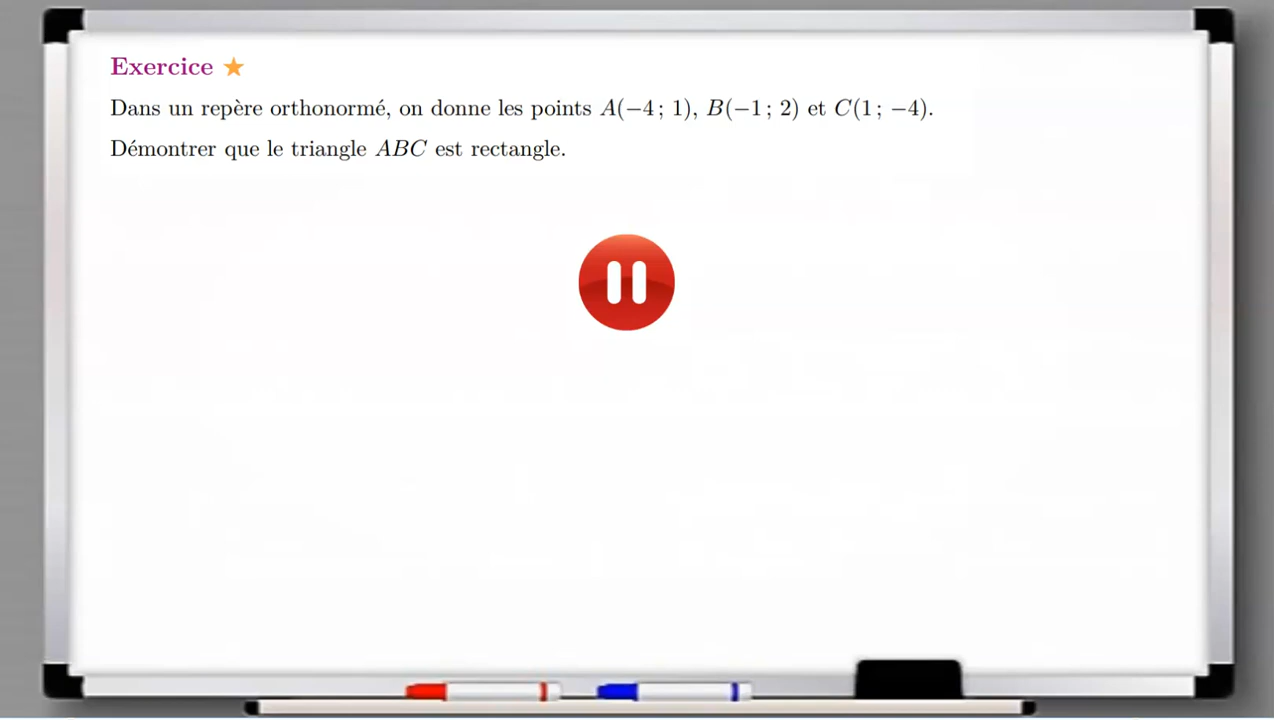 Exercice
Dans un repère orthonormé, on donne les points A(−4 ; 1), B(−1 ; 2) et C(1 ; −4).
Démontrer que le triangle ABC est rectangle.